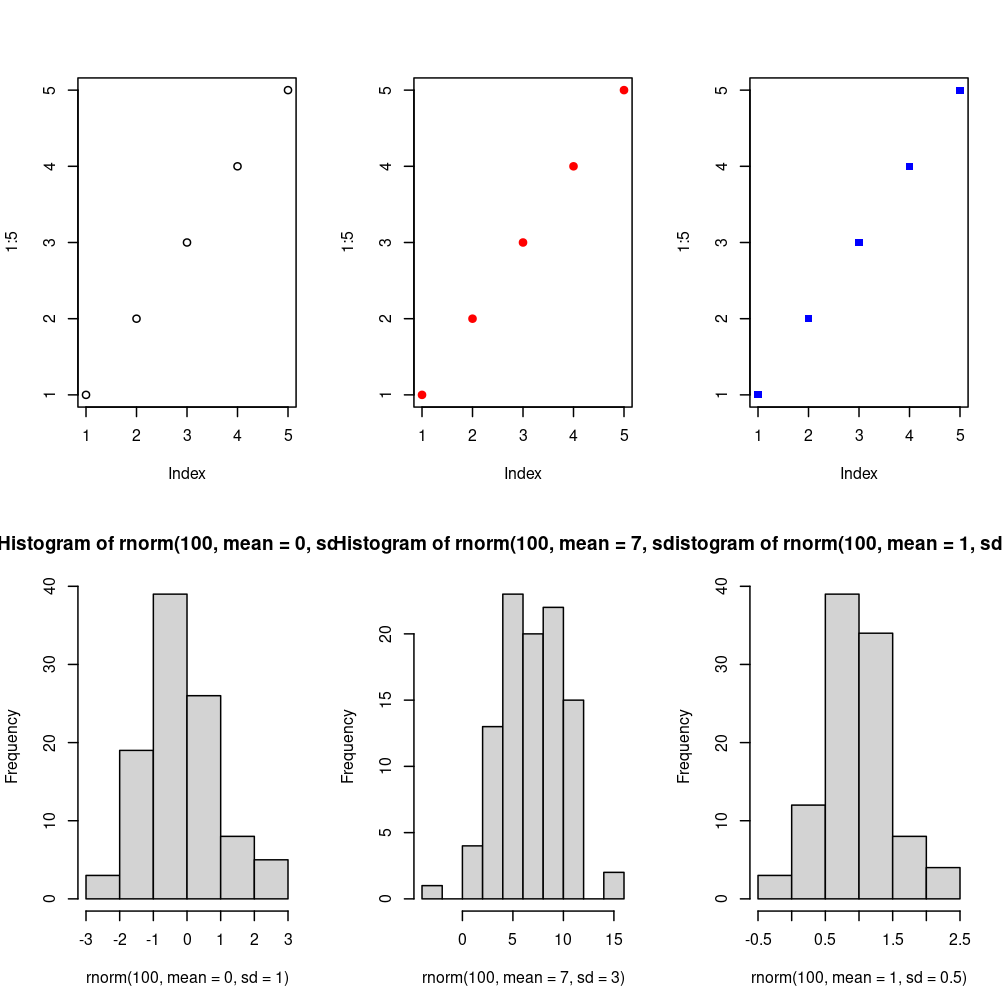 5
4
3
2
1
1:5
1 2 3 4 5
Index
5
4
3
2
1
1:5
1 2 3 4 5
Index
5
4
3
2
1
1:5
1 2 3 4 5
Index
Histogram of rnorm(100, mean = 0, sd
40
30
20
10
0
Frequency
-3 -2 -1 0 1 2 3
rnorm(100, mean = 0, sd = 1)
Histogram of rnorm(100, mean = 7, sd
20
15
10
5
0
Frequency
0 5 10 15
rnorm(100, mean = 7, sd = 3)
istogram of rnorm(100, mean = 1, sd
40
30
20
10
0
Frequency
-0.5 0.5 1.5 2.5
rnorm(100, mean = 1, sd = 0.5)